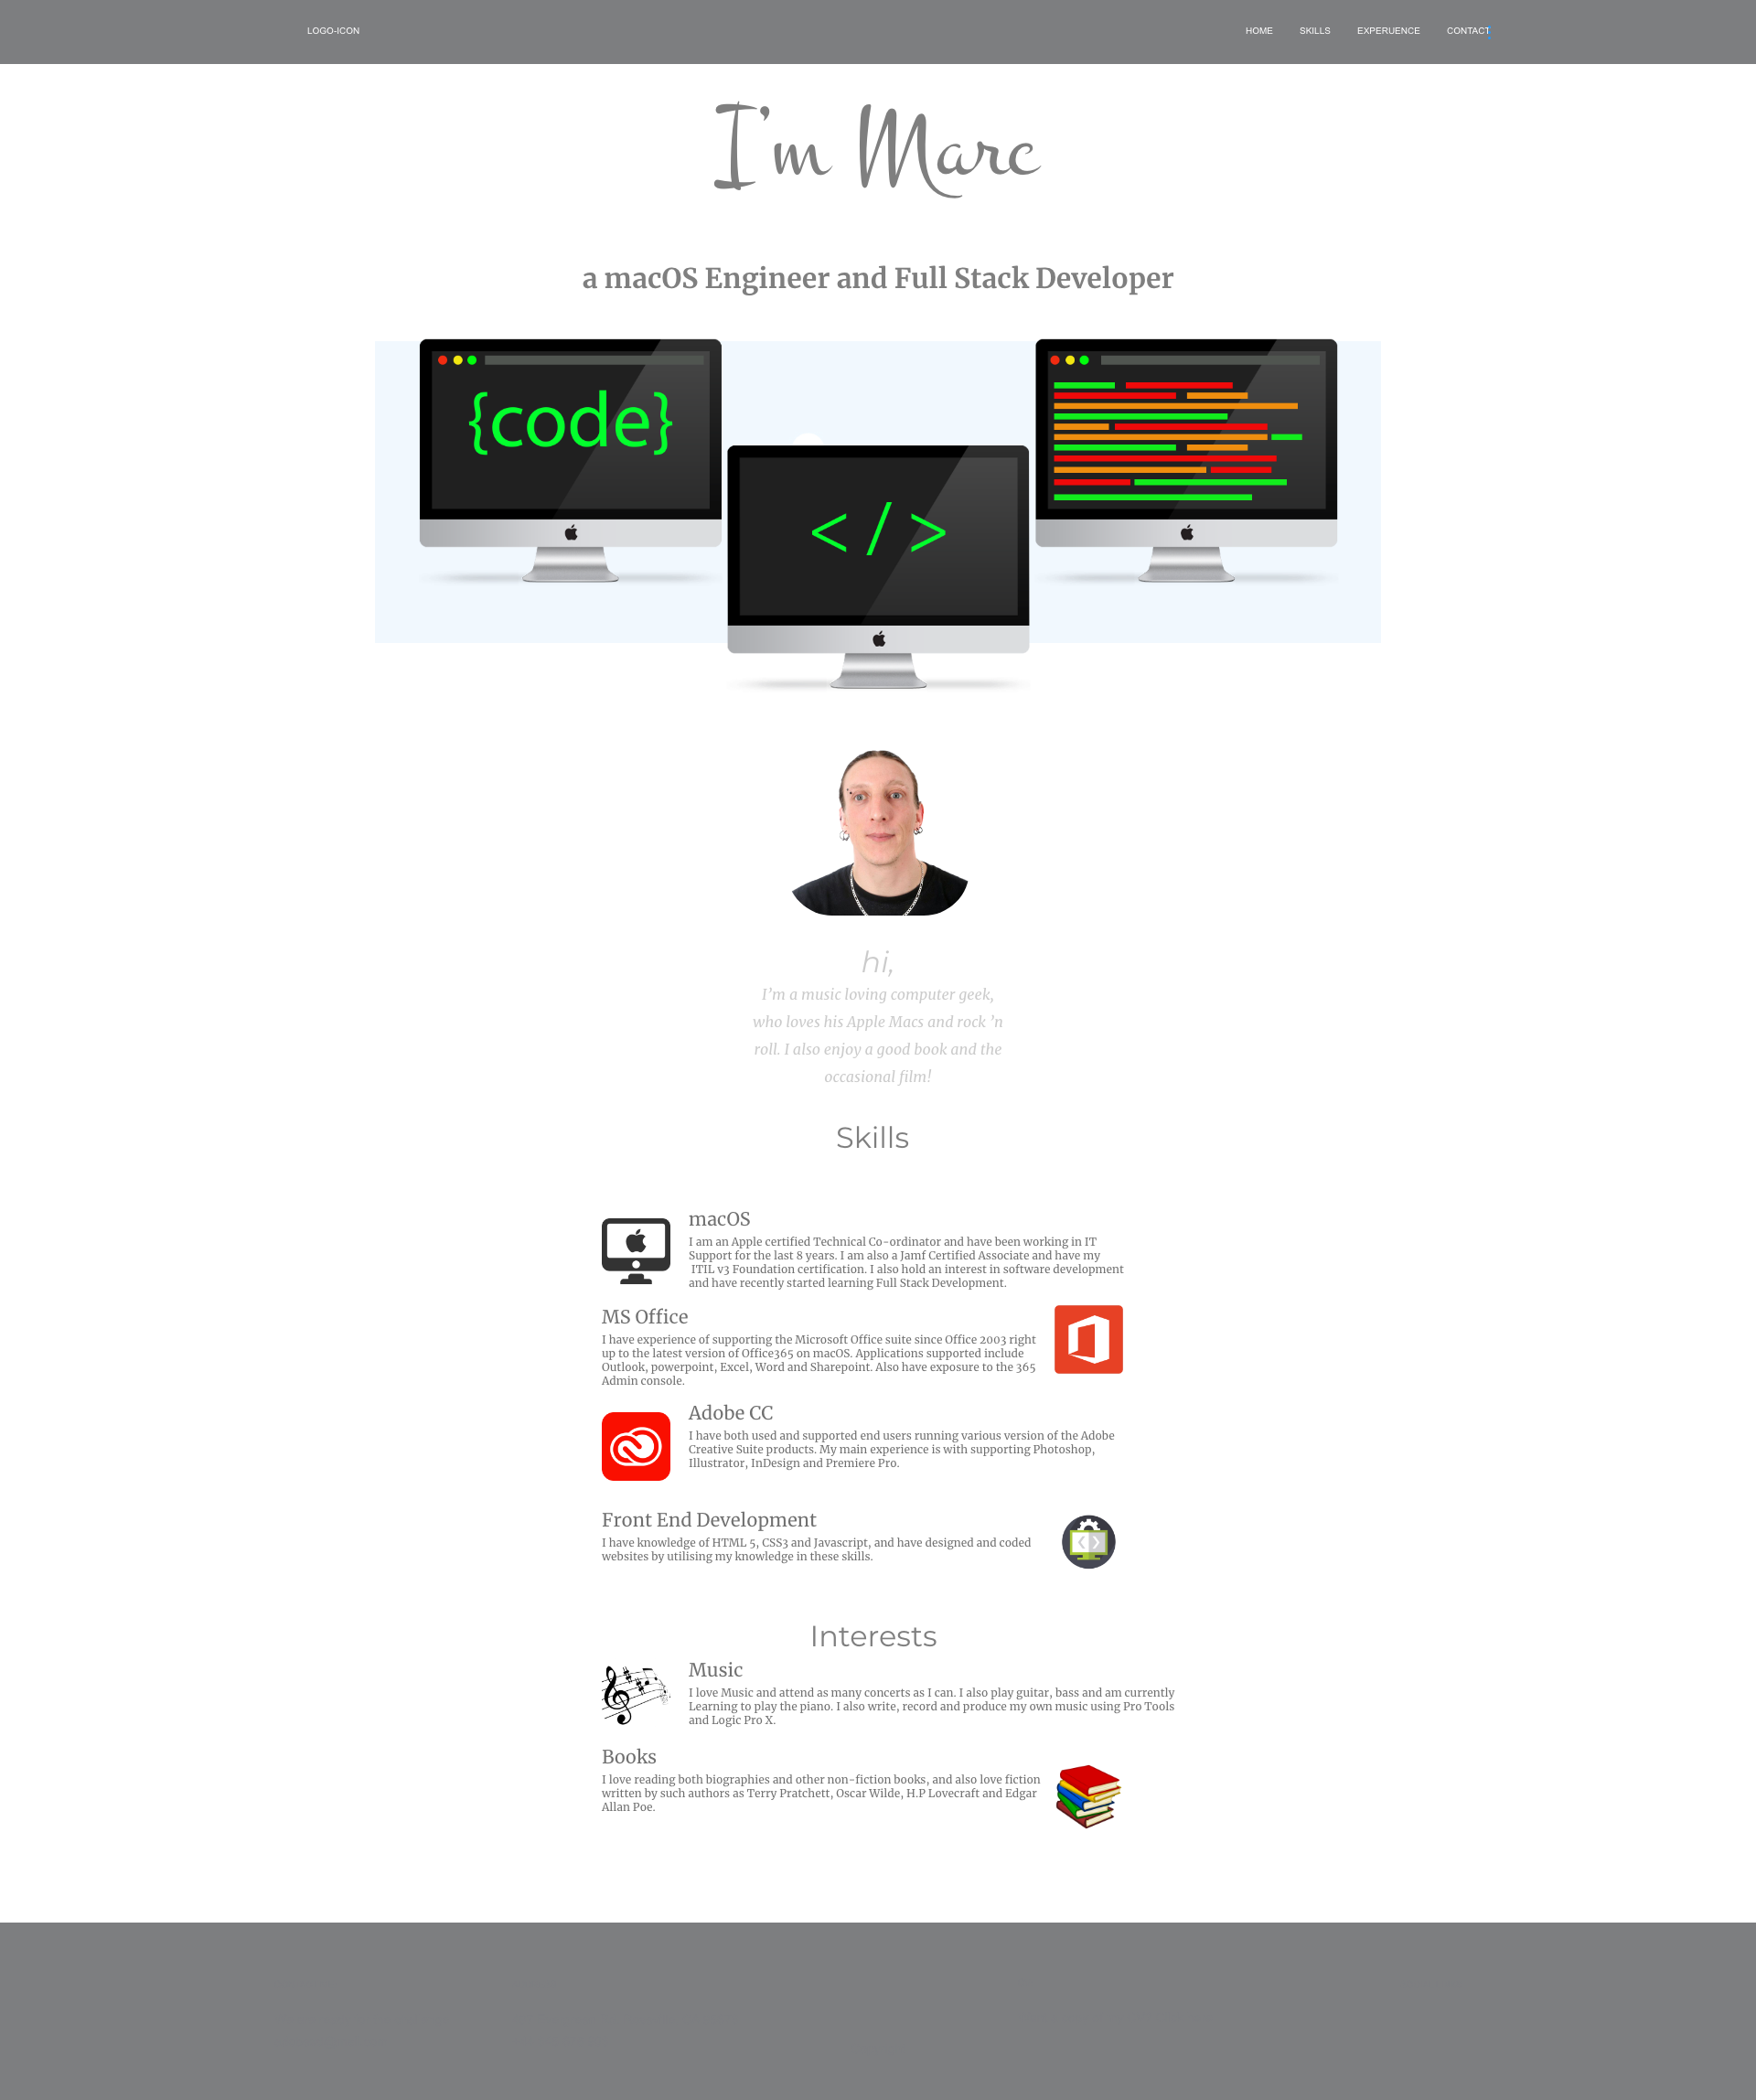 LOGO-ICON
HOME SKILLS EXPERUENCE CONTACT
I'm Marc
a macOS Engineer and Full Stack Developer
{code}
< / >
hi,
I'm a music loving computer geek,
who loves his Apple Macs and rock 'n
roll. I also enjoy a good book and the
occasional film!
Skills
macOS
I am an Apple certified Technical Co-ordinator and have been working in IT
Support for the last 8 years. I am also a Jamf Certified Associate and have my
ITIL v3 Foundation certification. I also hold an interest in software development
and have recently started learning Full Stack Development.
MS Office
I have experience of supporting the Microsoft Office suite since Office 2003 right
up to the latest version of Office365 on macOS. Applications supported include
Outlook, powerpoint, Excel, Word and Sharepoint. Also have exposure to the 365
Admin console.
Adobe CC
I have both used and supported end users running various version of the Adobe
Creative Suite products. My main experience is with supporting Photoshop,
Illustrator, InDesign and Premiere Pro.
Front End Development
I have knowledge of HTML 5, CSS3 and Javascript, and have designed and coded
websites by utilising my knowledge in these skills.
Interests
Music
I love Music and attend as many concerts as I can. I also play guitar, bass and am currently
Learning to play the piano. I also write, record and produce my own music using Pro Tools
and Logic Pro X.
Books
I love reading both biographies and other non-fiction books, and also love fiction
written by such authors as Terry Pratchett, Oscar Wilde, H.P Lovecraft and Edgar
Allan Poe.